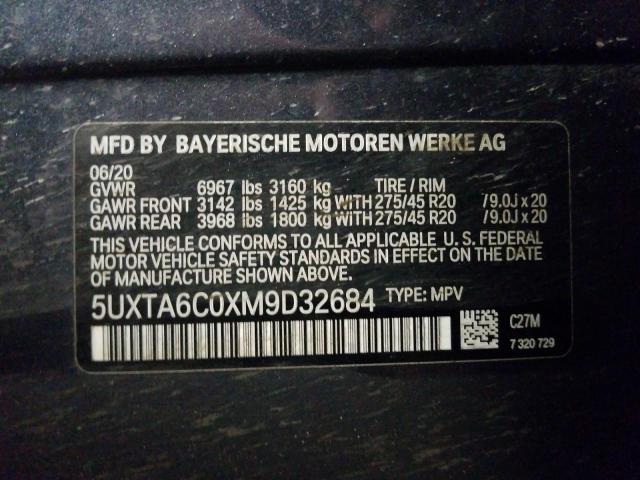 MFD BY BAYERISCHE MOTOREN WERKE AG
06/20
GVWR 6967 lbs 3160 kg TIRE / RIM
GAWR FRONT 3142 lbs 1425 kg WITH 275/45 R20 /9.0J x 20
GAWR REAR 3968 lbs 1800 kg WITH 275/45 R20 /9.0J x 20
THIS VEHICLE CONFORMS TO ALL APPLICABLE U. S. FEDERAL
MOTOR VEHICLE SAFETY STANDARDS IN EFFECT ON THE DATE
OF MANUFACTURE SHOWN ABOVE.
5UXTA6C0XM9D32684 TYPE: MPV
C27M
7 320 729